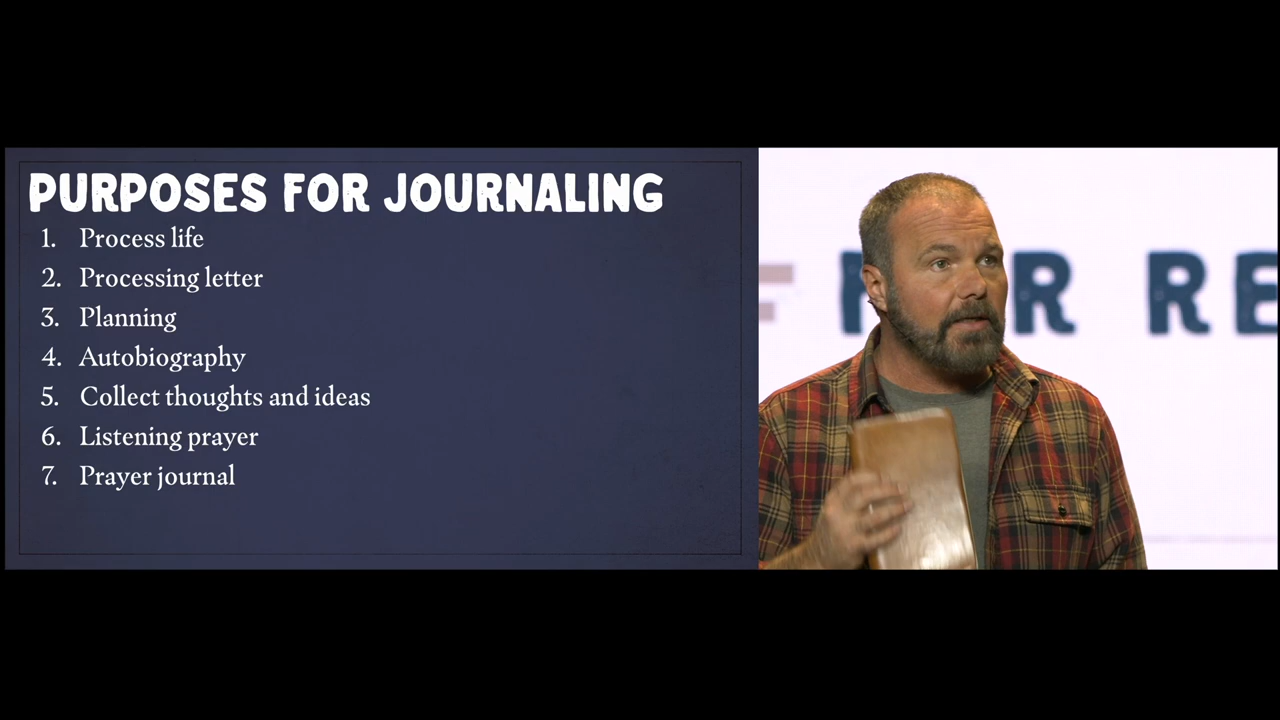 PURPOSES FOR JOURNALING
1. Process life
2. Processing letter
3. Planning
4. Autobiography
5. Collect thoughts and ideas
6. Listening prayer
7. Prayer journal